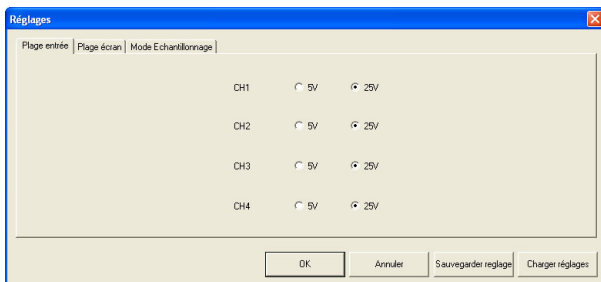 Réglages
Plage entrée Plage écran Mode Echantillonnage
CH1 5V 25V
CH2 5V 25V
CH3 5V 25V
CH4 5V 25V
OK Annuler Sauvegarder reglage Charger réglages